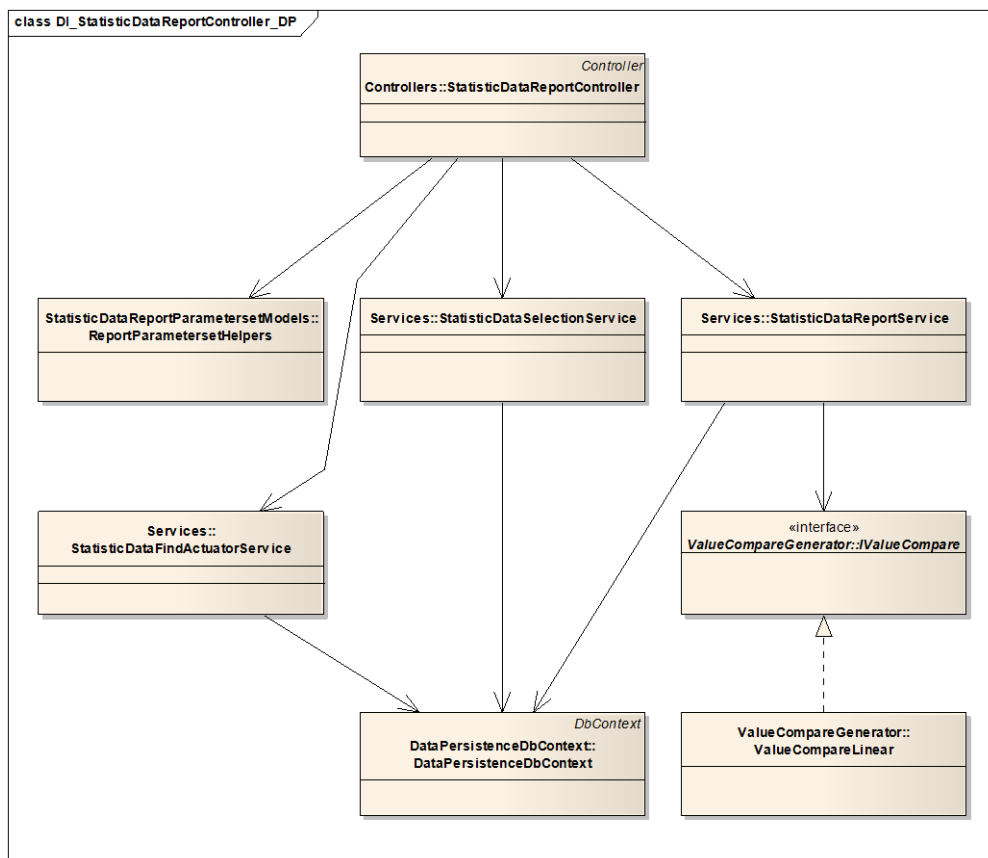 class DI_StatisticDataReportController_DP
Controller
Controllers::StatisticDataReportController
StatisticDataReportParametersetModels::
ReportParametersetHelpers
Services::StatisticDataSelectionService
Services::StatisticDataReportService
Services::
StatisticDataFindActuatorService
«interface»
ValueCompareGenerator::IValueCompare
DbContext
DataPersistenceDbContext::
DataPersistenceDbContext
ValueCompareGenerator::
ValueCompareLinear